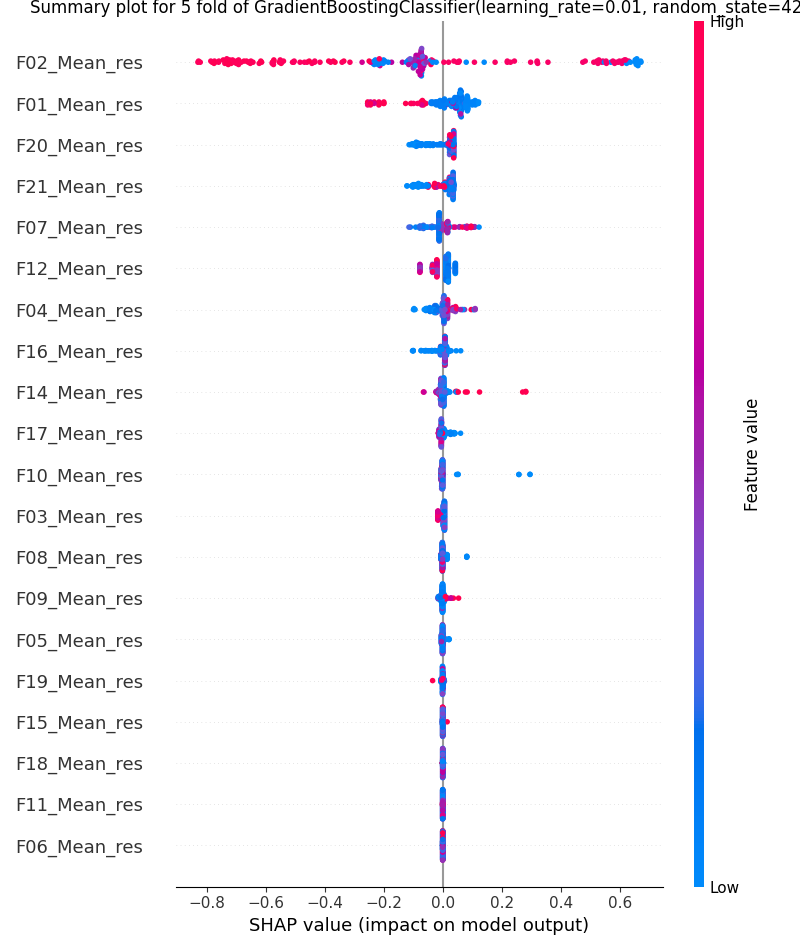 Summary plot for 5 fold of GradientBoostingClassifier(learning_rate=0.01, random_state=42
High
F02_Mean_res
F01_Mean_res
F20_Mean_res
F21_Mean_res
F07_Mean_res
F12_Mean_res
F04_Mean_res
F16_Mean_res
F14_Mean_res
F17_Mean_res
F10_Mean_res
F03_Mean_res
F08_Mean_res
F09_Mean_res
F05_Mean_res
F19_Mean_res
F15_Mean_res
F18_Mean_res
F11_Mean_res
F06_Mean_res
Feature value
Low
−0.8 −0.6 −0.4 −0.2 0.0 0.2 0.4 0.6
SHAP value (impact on model output)